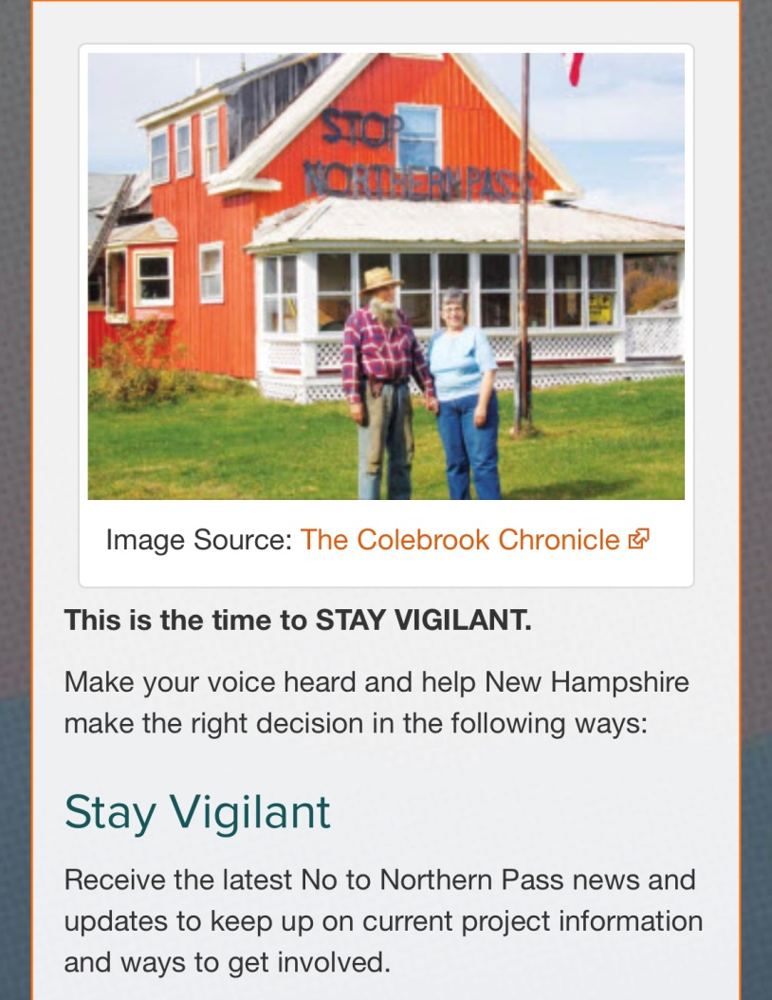 STOP
NORTHERN PASS
Image Source: The Colebrook Chronicle
This is the time to STAY VIGILANT.
Make your voice heard and help New Hampshire
make the right decision in the following ways:
Stay Vigilant
Receive the latest No to Northern Pass news and
updates to keep up on current project information
and ways to get involved.